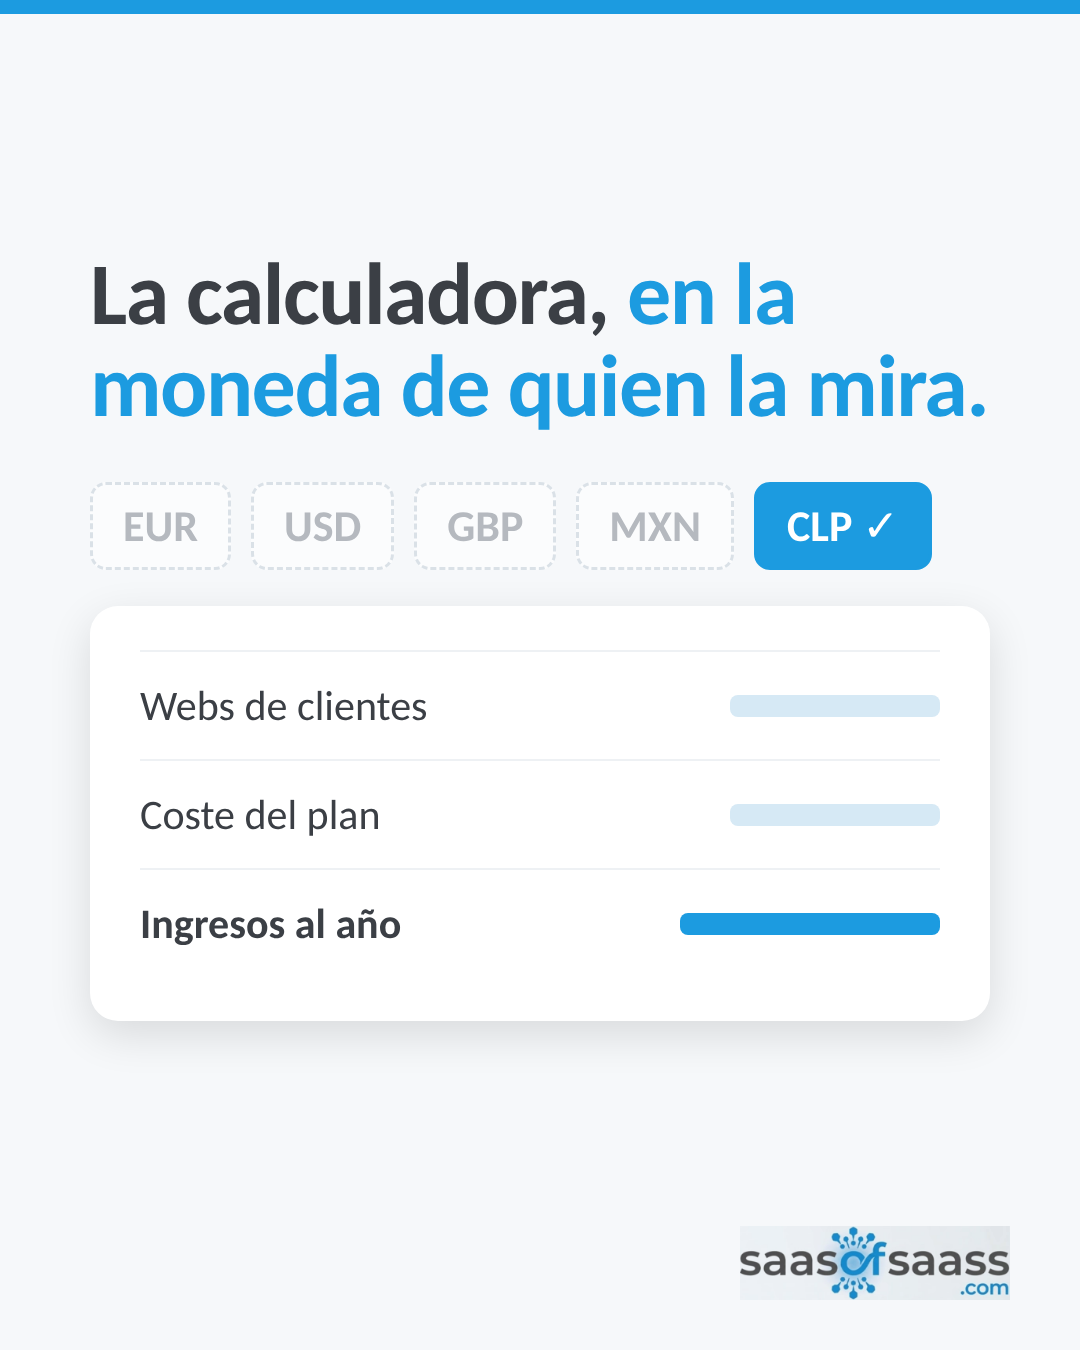 La calculadora, en la
moneda de quien la mira.
EUR USD GBP MXN CLP ✓
Webs de clientes
Coste del plan
Ingresos al año
saasofsaass
.com